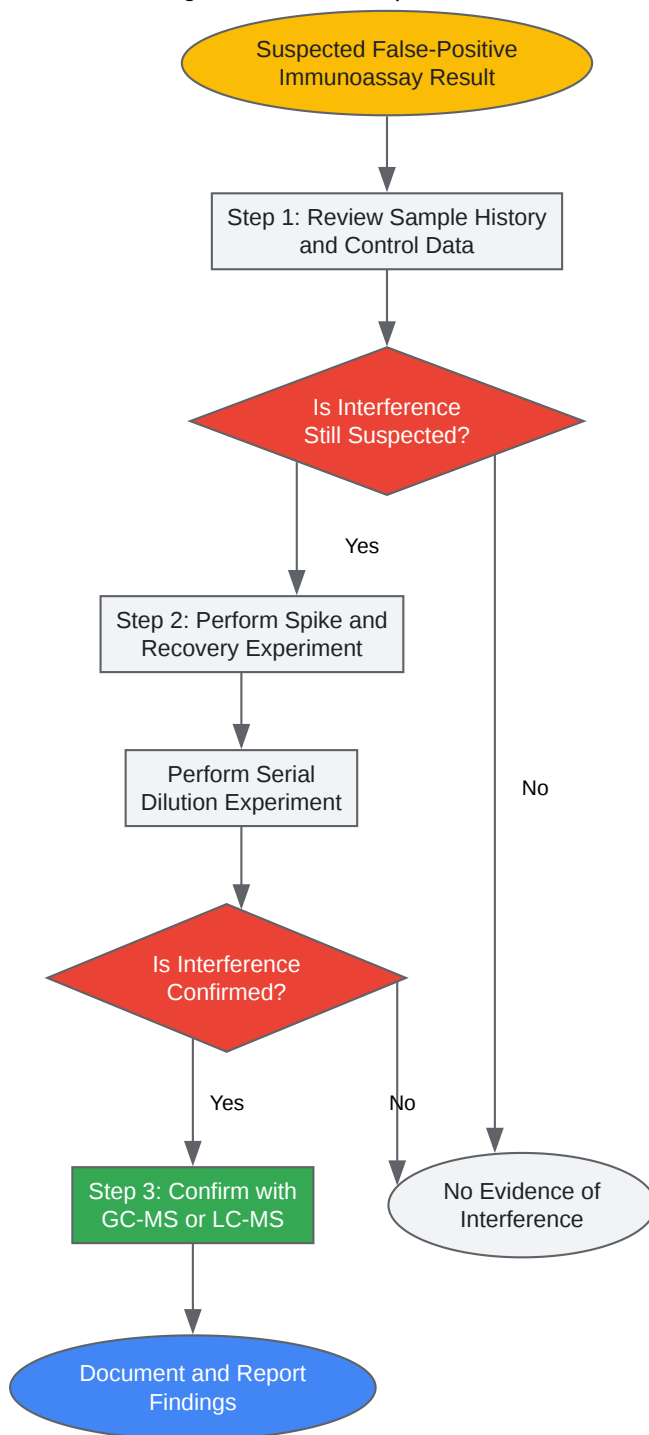 Suspected False-Positive
Immunoassay Result
Step 1: Review Sample History
and Control Data
Is Interference
Still Suspected?
Yes
Step 2: Perform Spike and
Recovery Experiment
Perform Serial
Dilution Experiment
No
Is Interference
Confirmed?
Yes
No
Step 3: Confirm with
GC-MS or LC-MS
No Evidence of
Interference
Document and Report
Findings